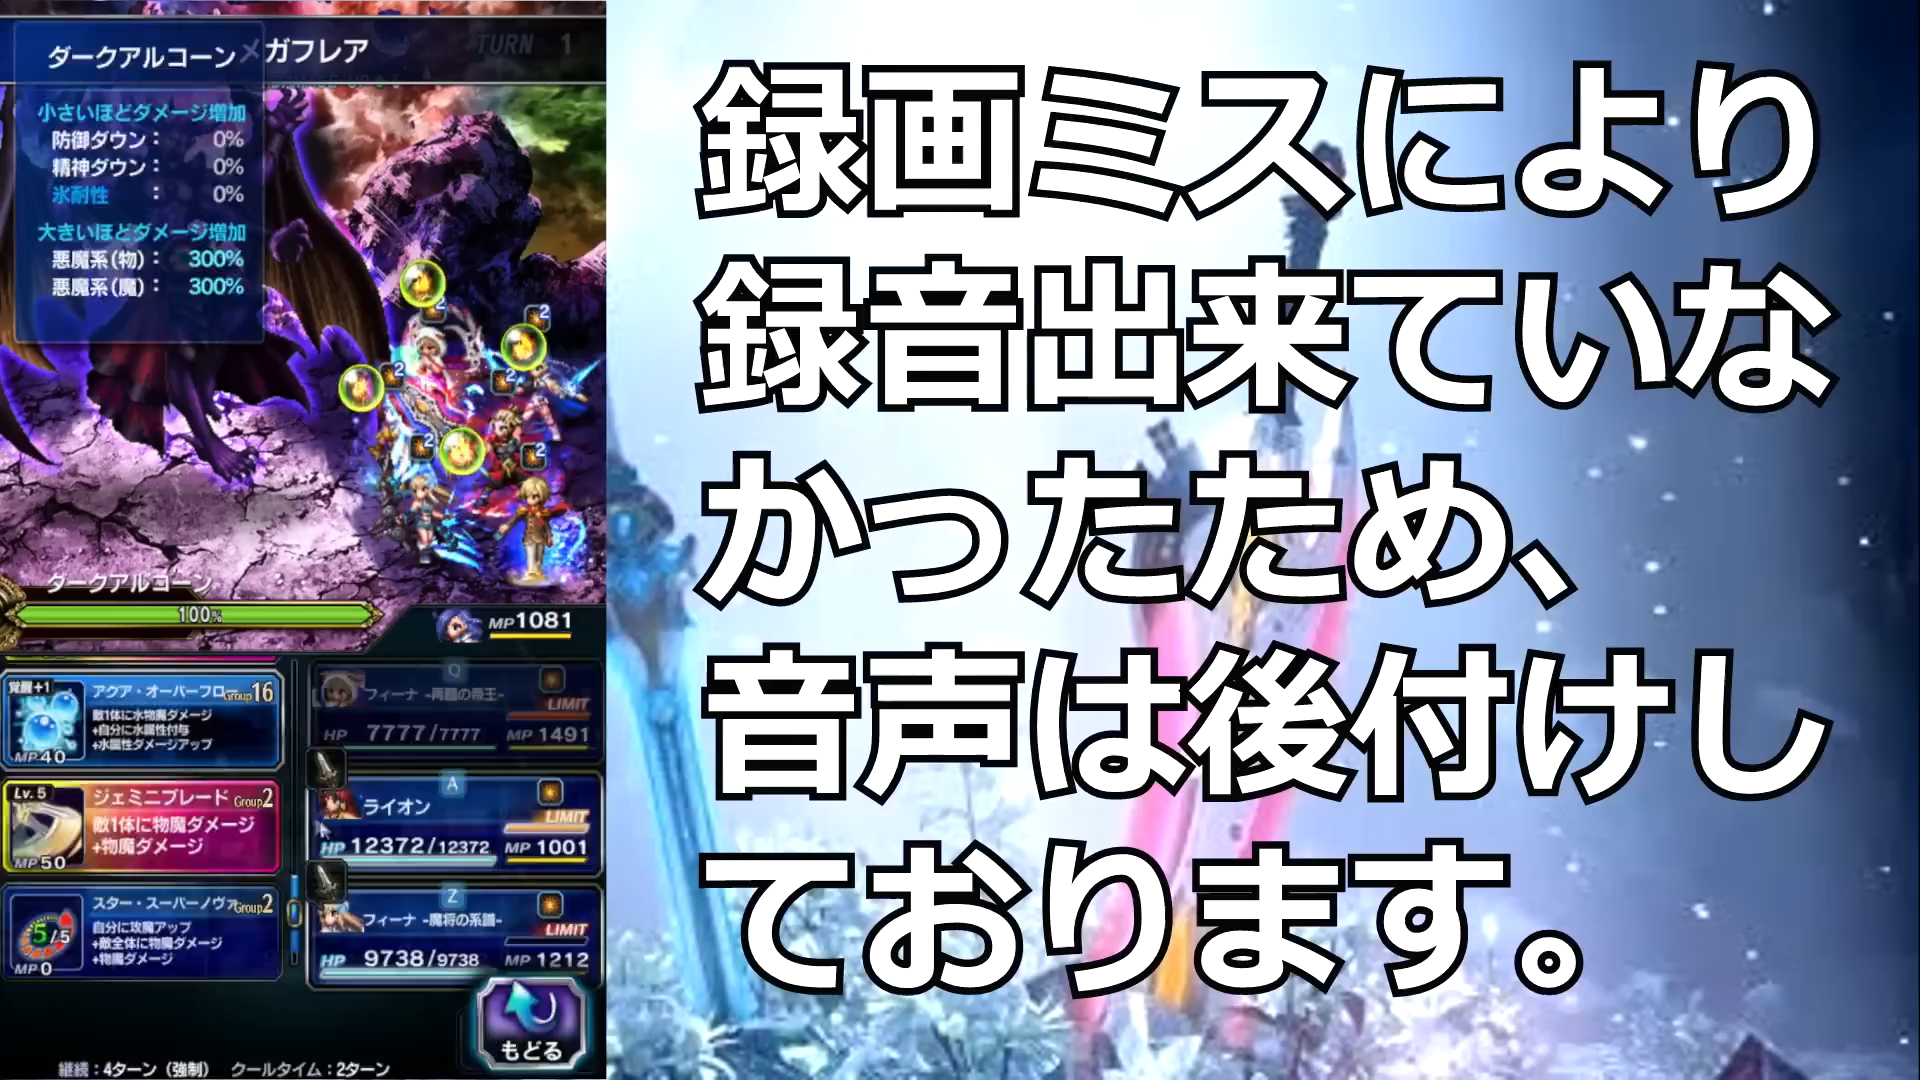 ダークアルコーン
メガフレア
TURN 1
小さいほどダメージ増加
防御ダウン： 0%
精神ダウン： 0%
氷耐性 ： 0%
大きいほどダメージ増加
悪魔系(物)： 300%
悪魔系(魔)： 300%
2
2
2
2
2
2
ダークアルコーン
100%
MP1081
覚醒+1
アクア・オーバーフロー
Group16
敵1体に水物魔ダメージ
+自分に水属性付与
+水属性ダメージアップ
MP40
Lv.5
ジェミニブレード Group2
敵1体に物魔ダメージ
+物魔ダメージ
MP50
スター・スーパーノヴァ
Group2
5/5
自分に攻魔アップ
+敵全体に物魔ダメージ
+物魔ダメージ
MP0
Q
フィーナ -再臨の帝王-
LIMIT
HP 7777/7777 MP 1491
A
ライオン
LIMIT
HP 12372/12372 MP 1001
Z
フィーナ -魔将の系譜-
LIMIT
HP 9738/9738 MP 1212
もどる
継続：4ターン（強制） クールタイム：2ターン
録画ミスにより
録音出来ていな
かったため、
音声は後付けし
ております。